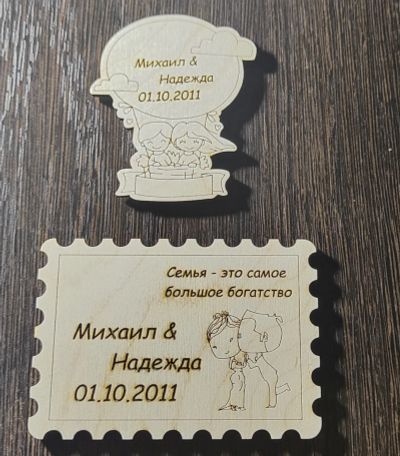 Михаил &
Надежда
01.10.2011
Семья - это самое
большое богатство
Михаил &
Надежда
01.10.2011